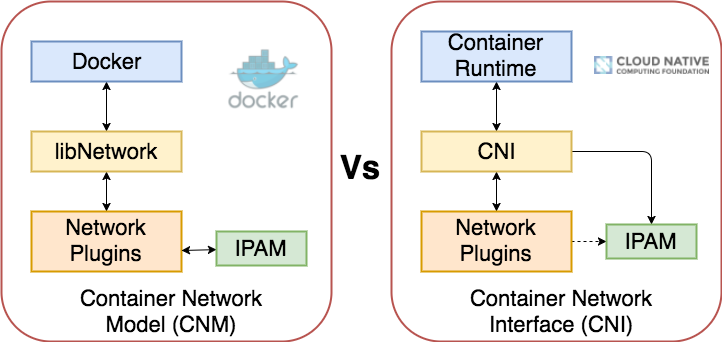 Docker
docker
libNetwork
Network
Plugins
IPAM
Container Network
Model (CNM)
Vs
Container
Runtime
CLOUD NATIVE
COMPUTING FOUNDATION
CNI
Network
Plugins
IPAM
Container Network
Interface (CNI)